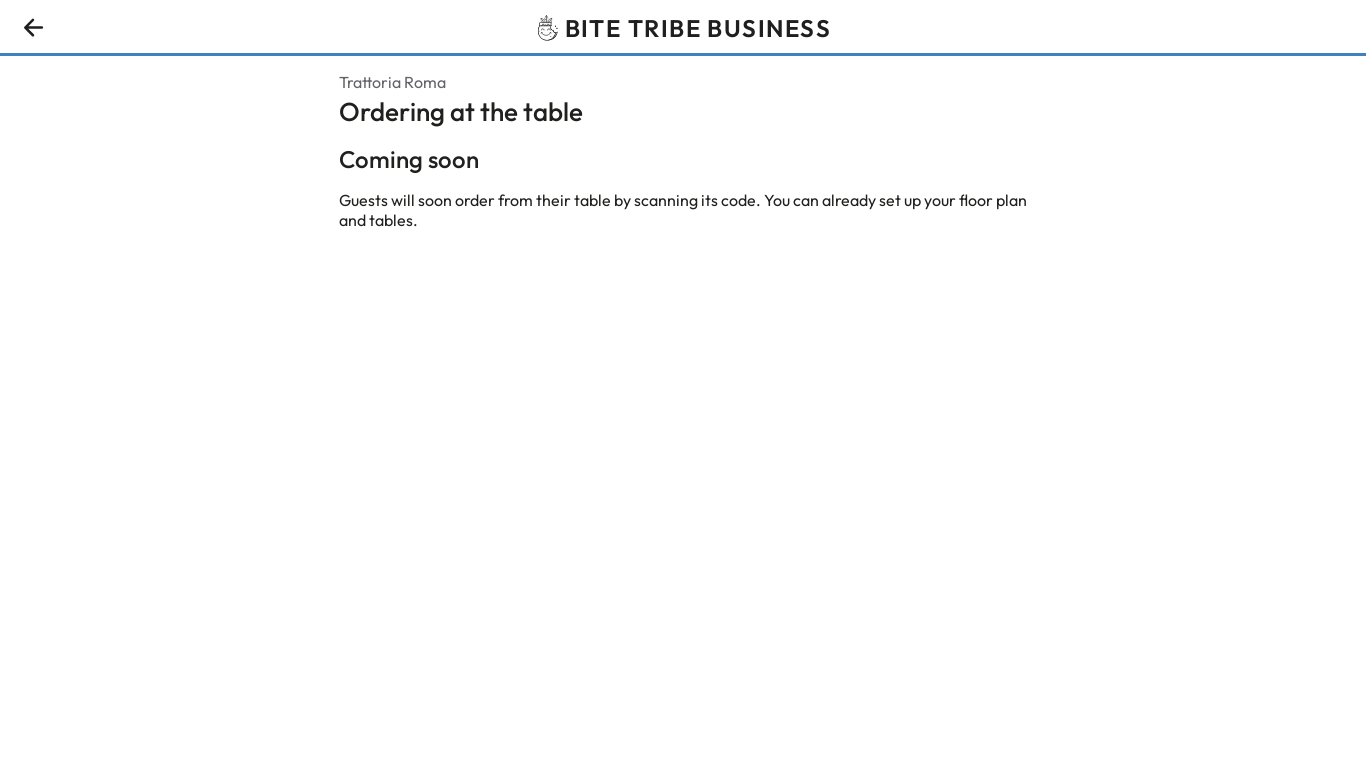 BITE TRIBE BUSINESS
Trattoria Roma
Ordering at the table
Coming soon
Guests will soon order from their table by scanning its code. You can already set up your floor plan
and tables.